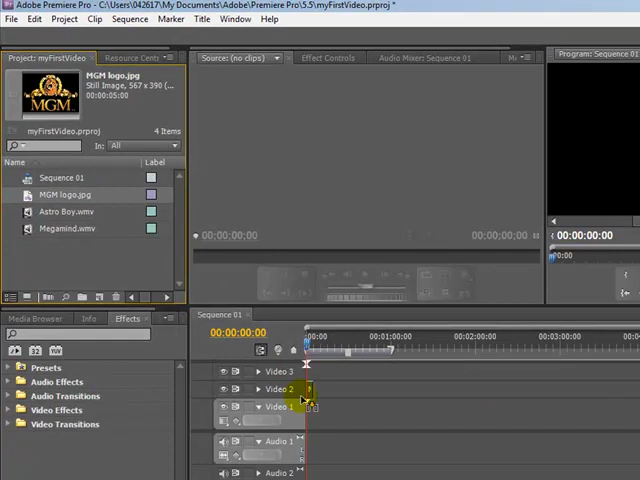 Adobe Premiere Pro - C:\Users\042617\My Documents\Adobe\Premiere Pro\5.5\myFirstVideo.prproj *
File Edit Project Clip Sequence Marker Title Window Help
Project: myFirstVideo Resource Cent
Source: (no clips) Effect Controls Audio Mixer: Sequence 01
Program: Sequence 01
MGM logo.jpg
Still Image, 567 x 390 (...
00:00:05:00
MGM
myFirstVideo.prproj 4 Items
In: All
Name Label
Sequence 01
MGM logo.jpg
Astro Boy.wmv
Megamind.wmv
00;00;00;00 00;00;00;00
00:00:00:00
00:00
Media Browser Info Effects
Sequence 01
00:00:00:00
00:00 00:01:00:00 00:02:00:00 00:03:00:00
32 YUV
Presets
Audio Effects
Audio Transitions
Video Effects
Video Transitions
Video 3
Video 2
Video 1
Audio 1
Audio 2